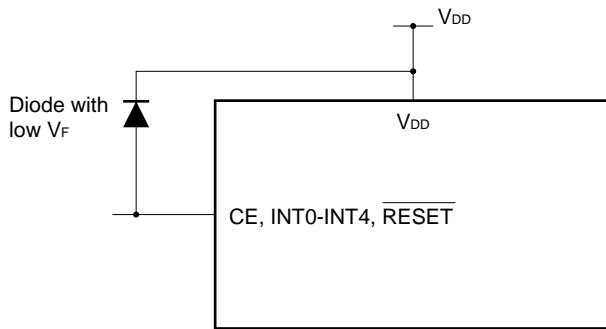 VDD
Diode with
low VF
VDD
CE, INT0-INT4, RESET